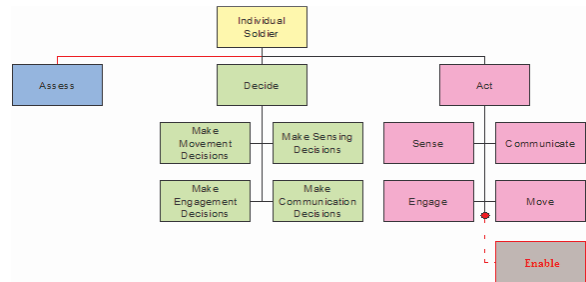 Individual
Soldier
Assess
Decide
Act
Make
Movement
Decisions
Make Sensing
Decisions
Sense
Communicate
Make
Engagement
Decisions
Make
Communication
Decisions
Engage
Move
Enable